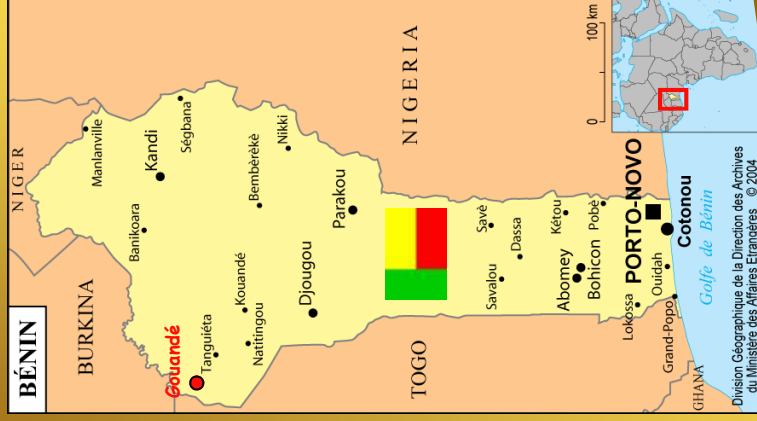 BÉNIN
NIGER
BURKINA
NIGERIA
TOGO
GHANA
Manlanville
Kandi
Ségbana
Banikoara
Bembèrèkè
Nikki
Gouandé
Tanguiéta
Kouandé
Natitingou
Djougou
Parakou
Savè
Dassa
Savalou
Kétou
Pobè
Abomey
Bohicon
PORTO-NOVO
Cotonou
Ouidah
Lokossa
Grand-Popo
Golfe de Bénin
0 100 km
Division Géographique de la Direction des Archives
du Ministère des Affaires Etrangères © 2004